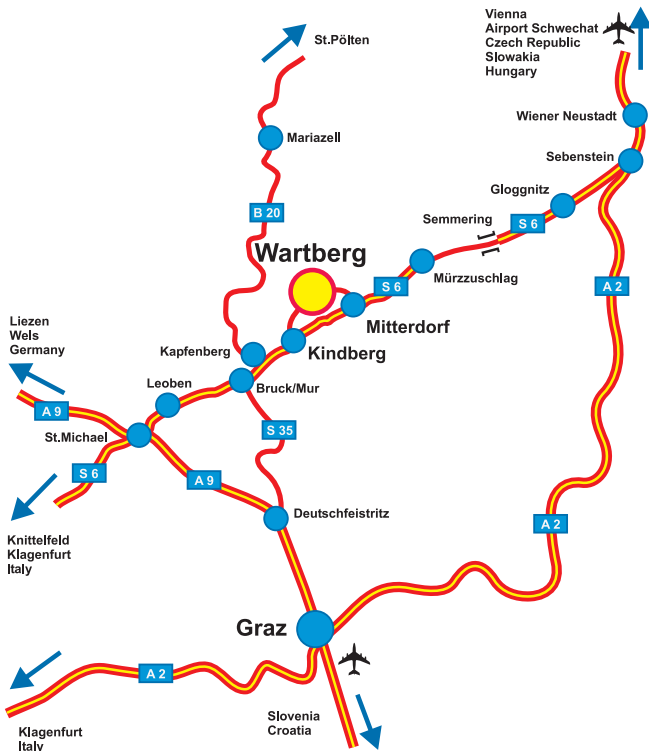 Vienna
Airport Schwechat
Czech Republic
Slowakia
Hungary
St.Pölten
Wiener Neustadt
Mariazell
Sebenstein
Gloggnitz
B 20
Semmering
S 6
Wartberg
Mürzzuschlag
S 6
A 2
Mitterdorf
Liezen
Wels
Germany
Kindberg
Kapfenberg
Leoben
Bruck/Mur
A 9
St.Michael
S 35
S 6
A 9
Deutschfeistritz
A 2
Knittelfeld
Klagenfurt
Italy
Graz
A 2
Slovenia
Croatia
Klagenfurt
Italy